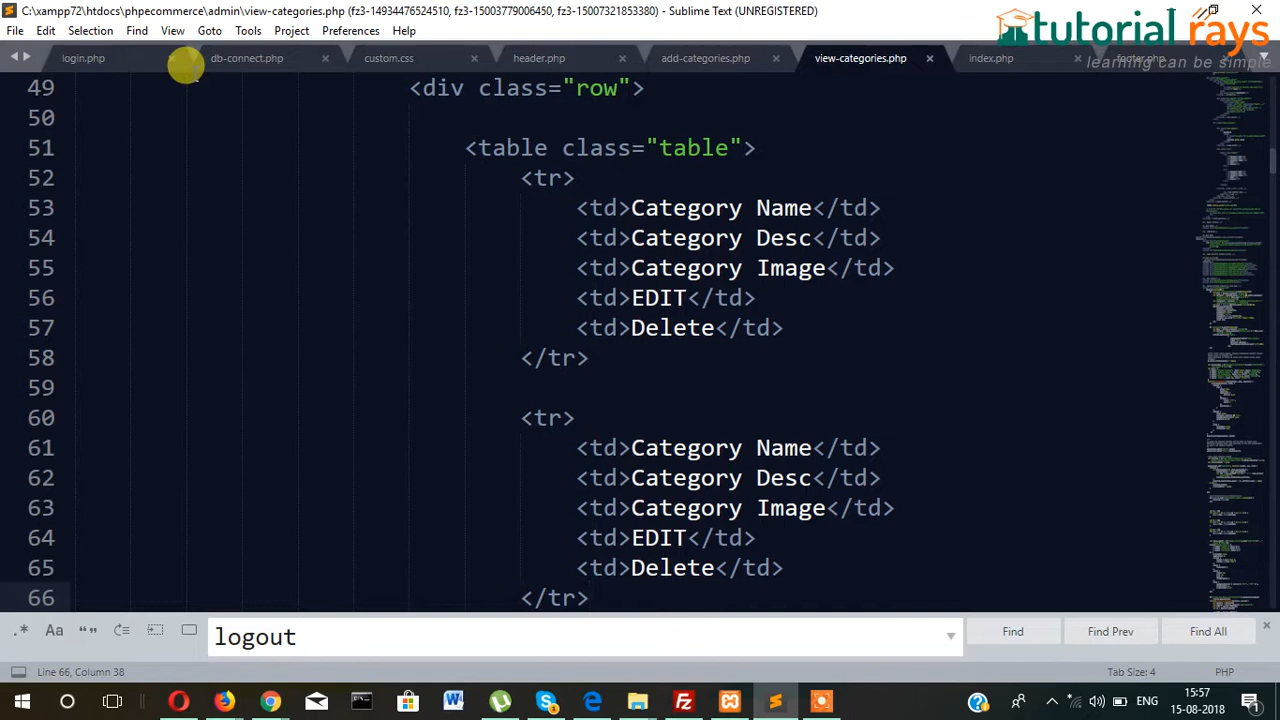 C:\xampp72\htdocs\phpecommerce\admin\view-categories.php (fz3-1493447652451O, fz3-15003779006450, fz3-15007321853380) - Sublime Text (UNREGISTERED)
File Edit Selection Find View Goto Tools Project Preferences Help
tutorial rays
learning can be simple
login.php db-connect.php custom.css header.php add-categories.php view-categories.php index.php footer.php
49 <div class="row">
50
51 <table class="table">
52 <tr>
53 <td>Category Name</td>
54 <td>Category Desc</td>
55 <td>Category Image</td>
56 <td>EDIT</td>
57 <td>Delete</td>
58 </tr>
59
60 <tr>
61 <td>Category Name</td>
62 <td>Category Desc</td>
63 <td>Category Image</td>
64 <td>EDIT</td>
65 <td>Delete</td>
66 </tr>
.* Aa “” logout Find Find Prev Find All
Line 66, Column 38 Tab Size: 4 PHP
ENG 15:57
15-08-2018